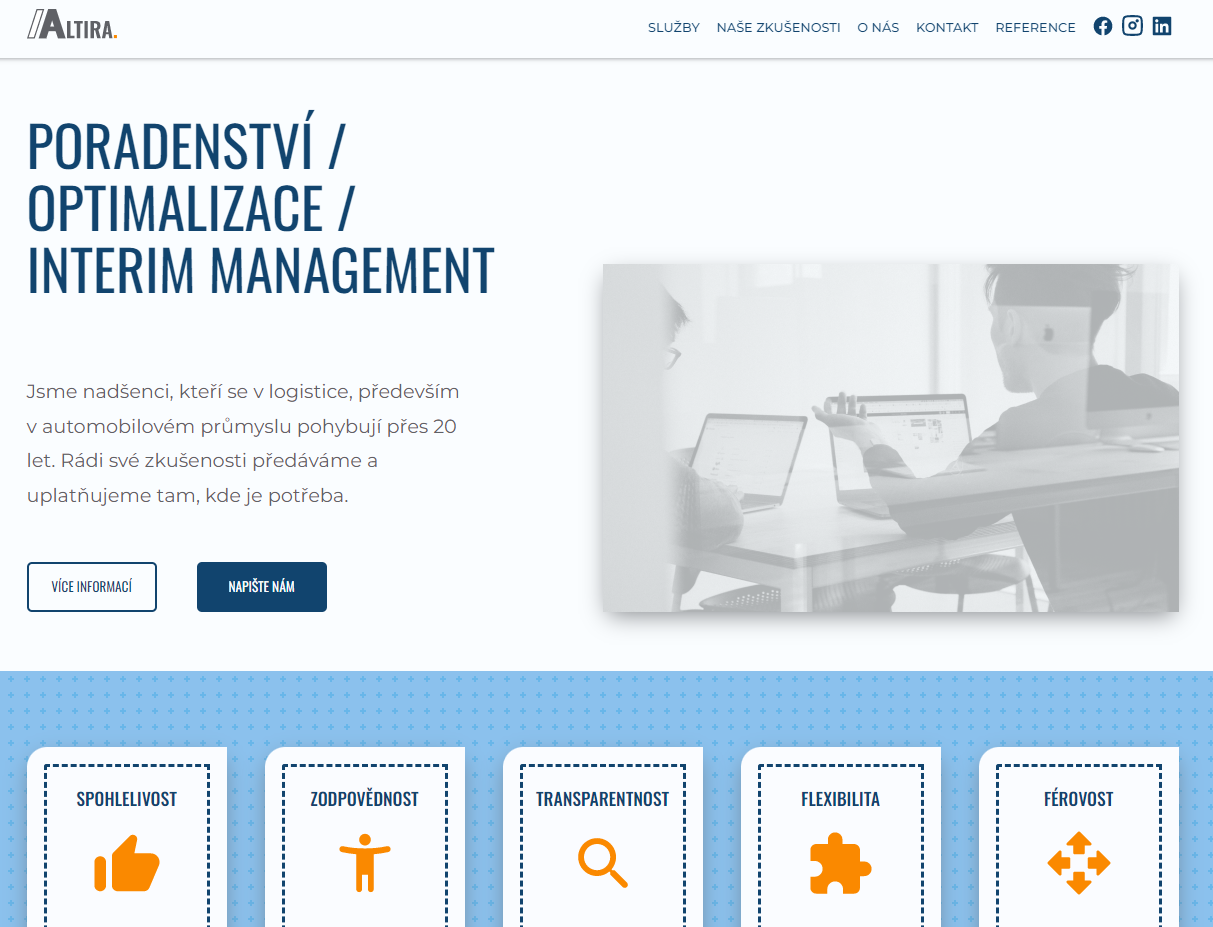 ALTIRA.
SLUŽBY NAŠE ZKUŠENOSTI O NÁS KONTAKT REFERENCE
PORADENSTVÍ /
OPTIMALIZACE /
INTERIM MANAGEMENT
Jsme nadšenci, kteří se v logistice, především
v automobilovém průmyslu pohybují přes 20
let. Rádi své zkušenosti předáváme a
uplatňujeme tam, kde je potřeba.
VÍCE INFORMACÍ NAPIŠTE NÁM
SPOHLELIVOST ZODPOVĚDNOST TRANSPARENTNOST FLEXIBILITA FÉROVOST